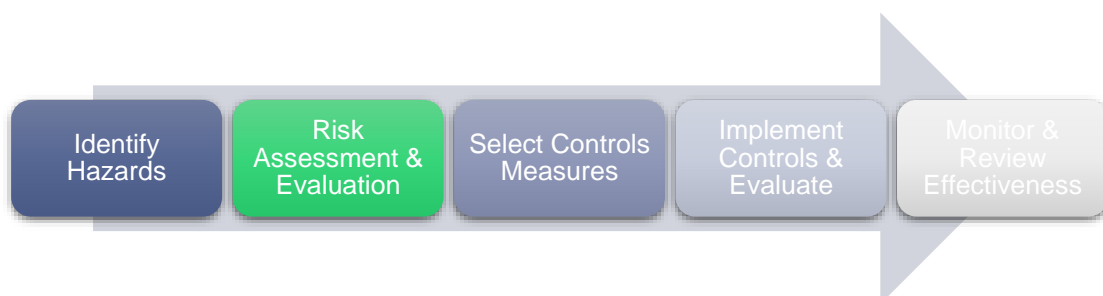 Identify
Hazards
Risk
Assessment &
Evaluation
Select Controls
Measures
Implement
Controls &
Evaluate
Monitor &
Review
Effectiveness